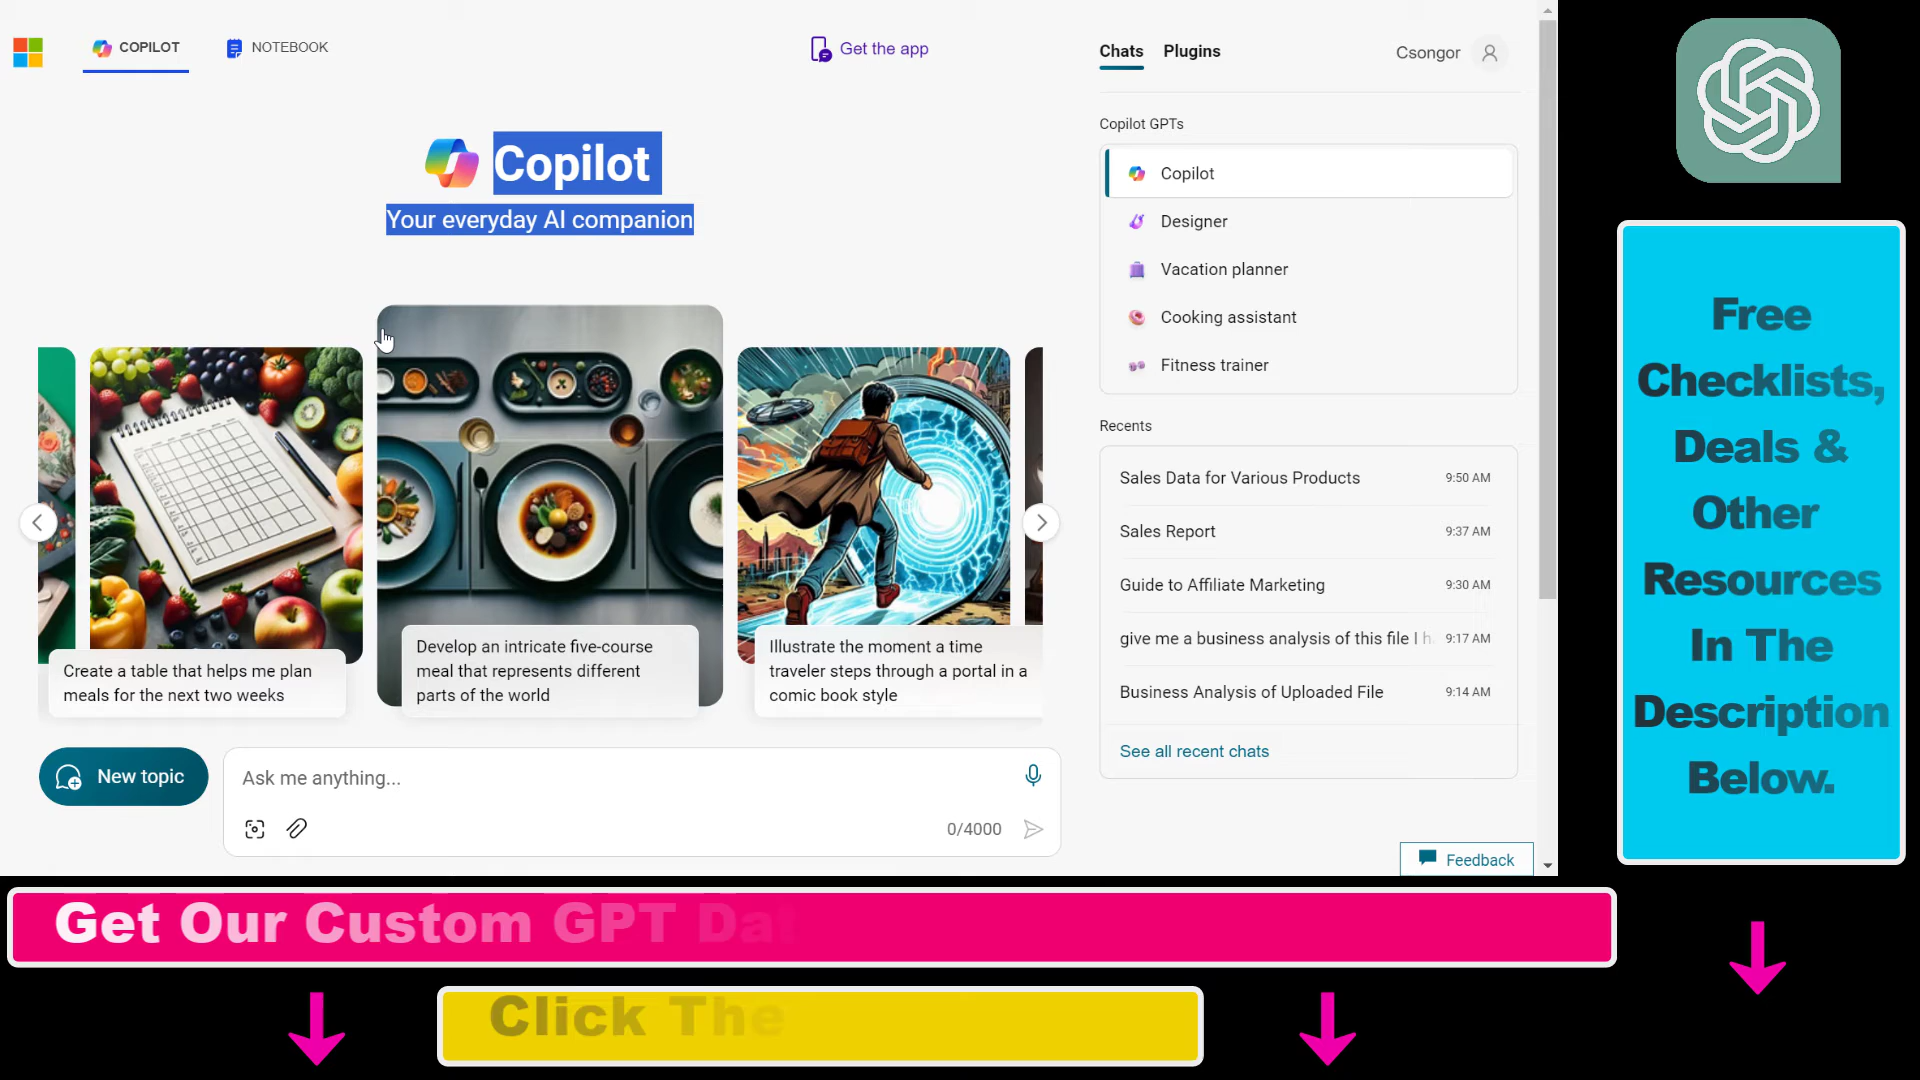 COPILOT
NOTEBOOK
Get the app
Chats
Plugins
Csongor
Copilot
Your everyday AI companion
Create a table that helps me plan
meals for the next two weeks
Develop an intricate five-course
meal that represents different
parts of the world
Illustrate the moment a time
traveler steps through a portal in a
comic book style
New topic
Ask me anything...
0/4000
Copilot GPTs
Copilot
Designer
Vacation planner
Cooking assistant
Fitness trainer
Recents
Sales Data for Various Products 9:50 AM
Sales Report 9:37 AM
Guide to Affiliate Marketing 9:30 AM
give me a business analysis of this file I h 9:17 AM
Business Analysis of Uploaded File 9:14 AM
See all recent chats
Feedback
Free
Checklists,
Deals &
Other
Resources
In The
Description
Below.
Get Our Custom GPT Dat
Click The